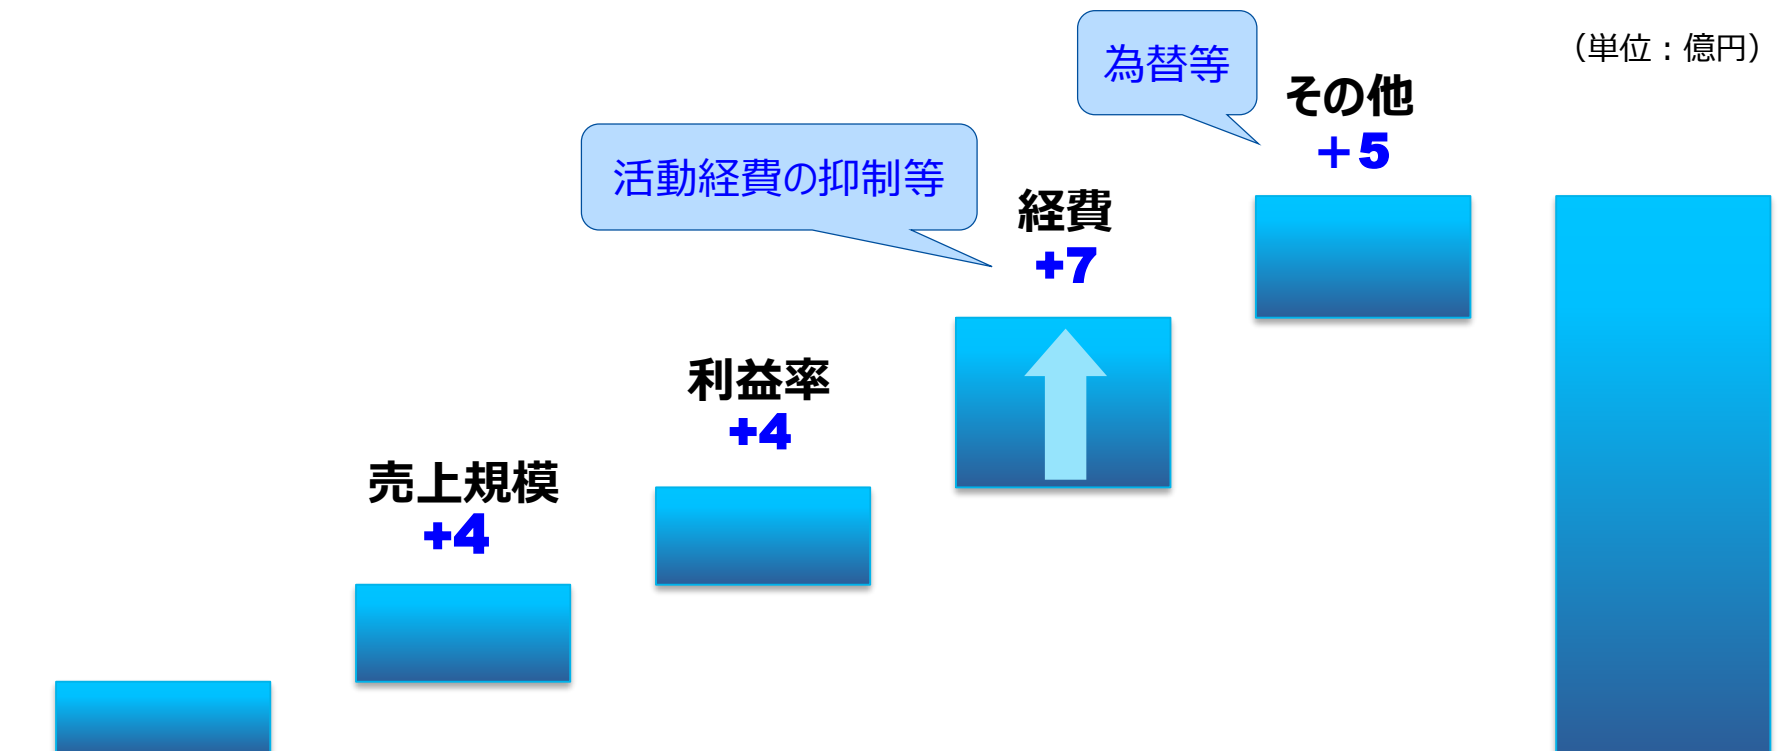 (単位:億円)
為替等
その他
+5
活動経費の抑制等
経費
+7
利益率
+4
売上規模
+4